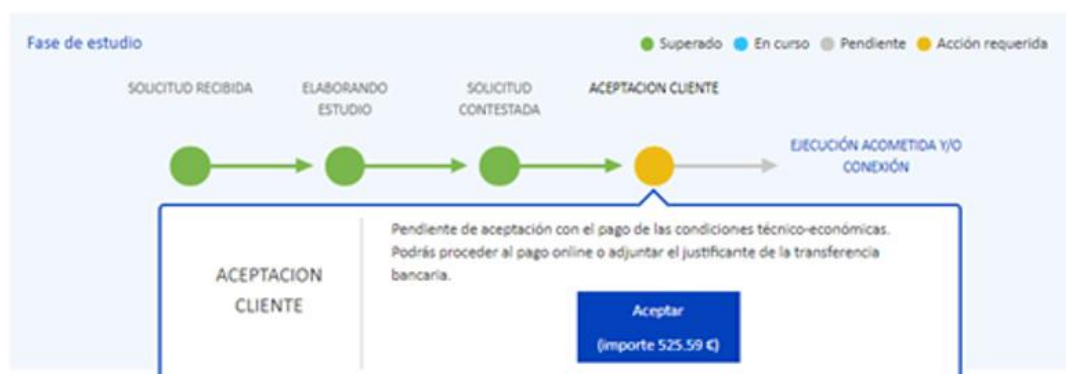 Fase de estudio
Superado En curso Pendiente Acción requerida
SOLICITUD RECIBIDA
ELABORANDO
ESTUDIO
SOLICITUD
CONTESTADA
ACEPTACION CLIENTE
EJECUCIÓN ACOMETIDA Y/O
CONEXIÓN
ACEPTACION
CLIENTE
Pendiente de aceptación con el pago de las condiciones técnico-económicas.
Podrás proceder al pago online o adjuntar el justificante de la transferencia
bancaria.
Aceptar
(importe 525.59 €)